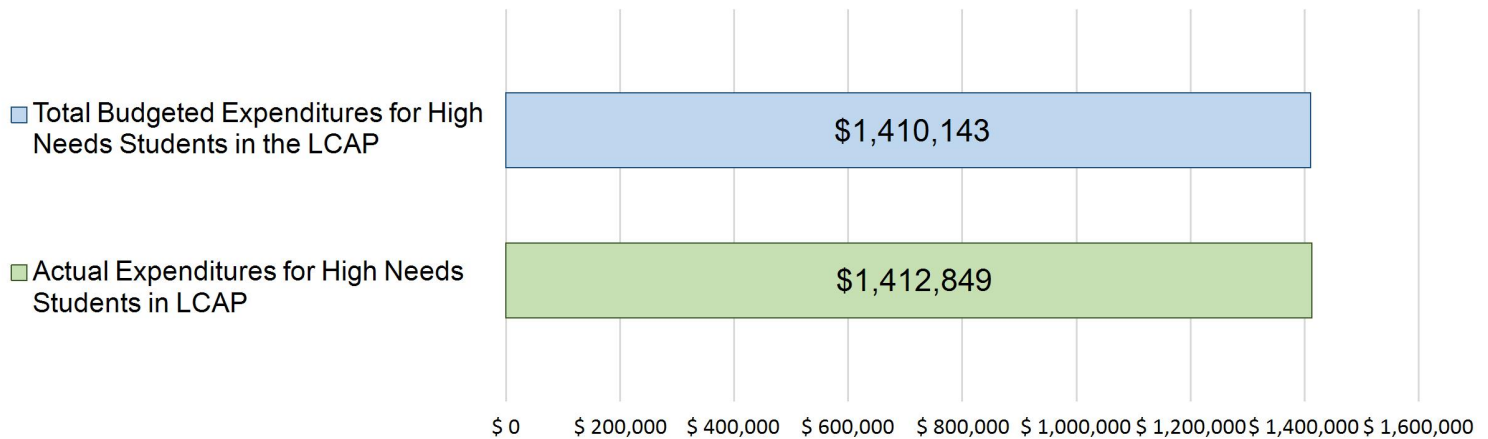 Total Budgeted Expenditures for High
Needs Students in the LCAP
$1,410,143
Actual Expenditures for High Needs
Students in LCAP
$1,412,849
$ 0 $ 200,000 $ 400,000 $ 600,000 $ 800,000 $ 1,000,000 $ 1,200,000 $ 1,400,000 $ 1,600,000